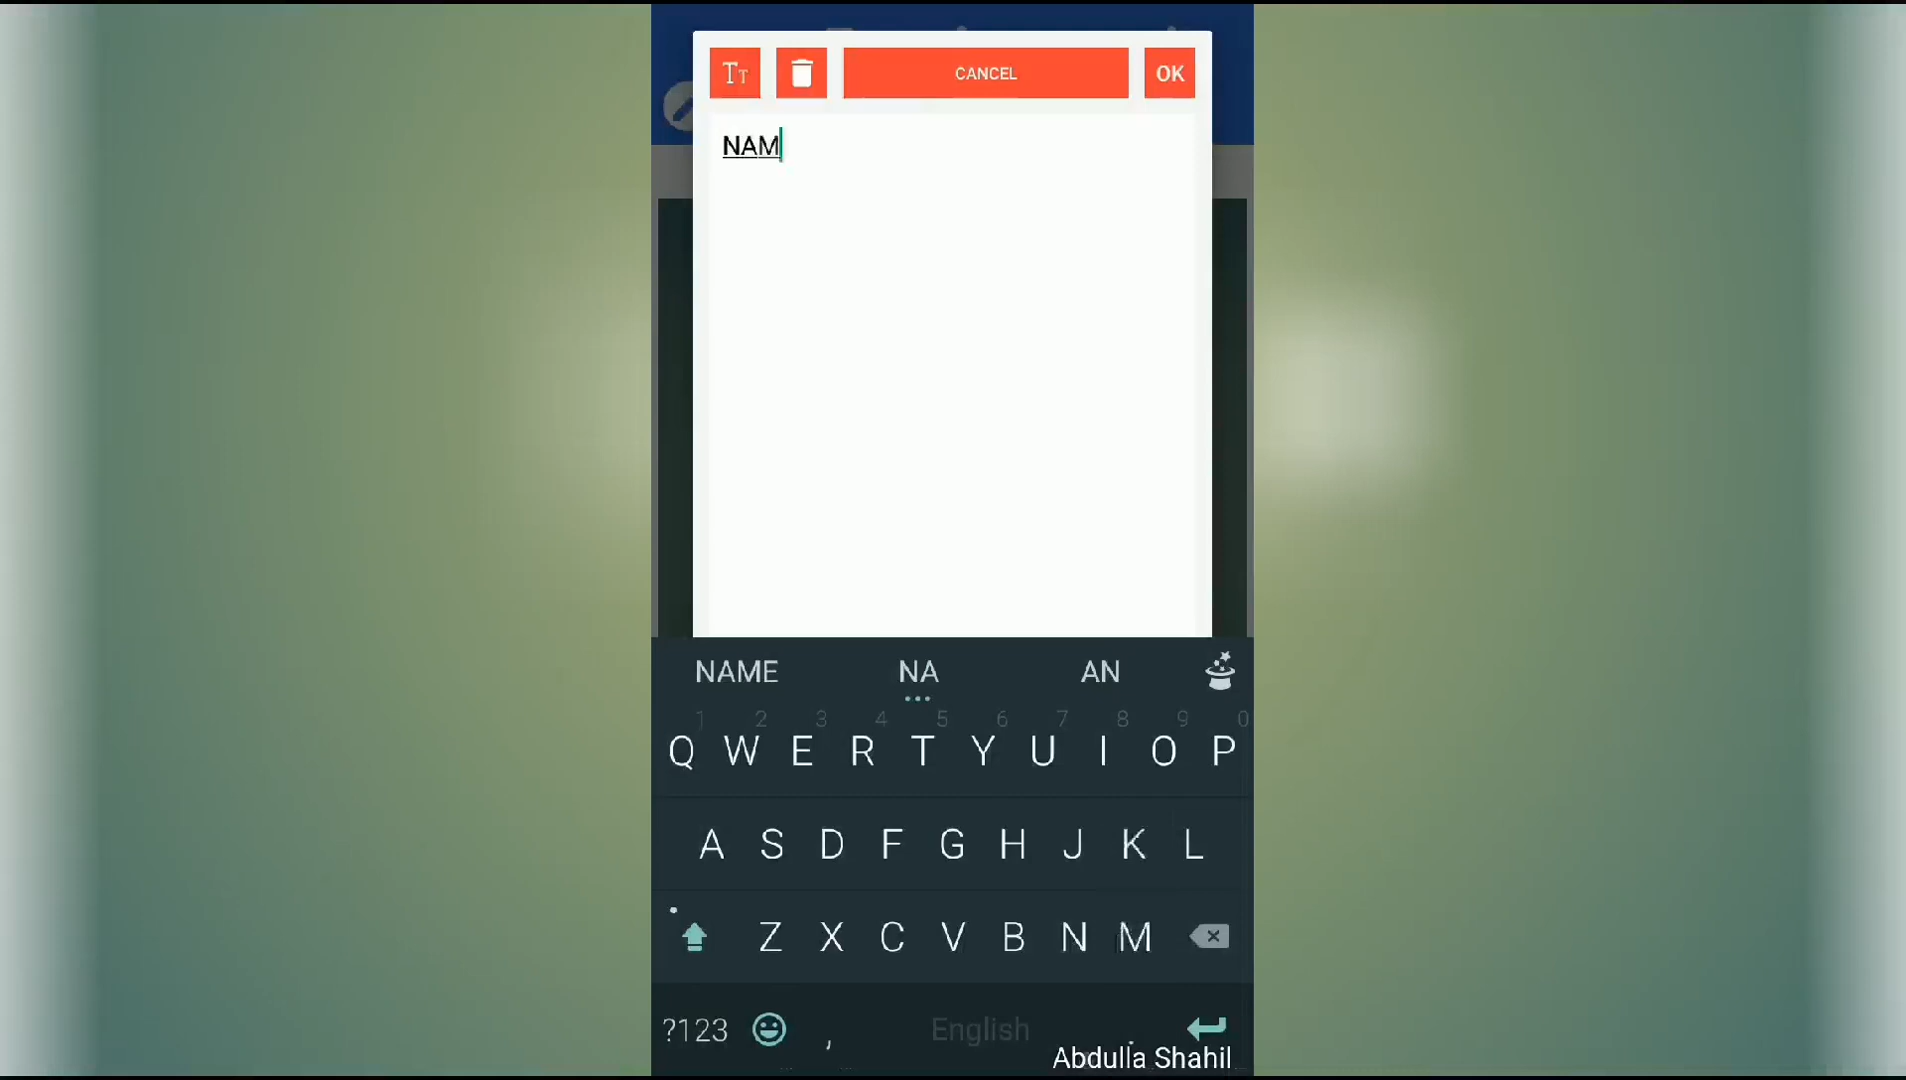 TT
CANCEL
OK
NAM
NAME
NA
AN
1 2 3 4 5 6 7 8 9 0
Q W E R T Y U I O P
A S D F G H J K L
Z X C V B N M
?123 , English .
Abdulla Shahil